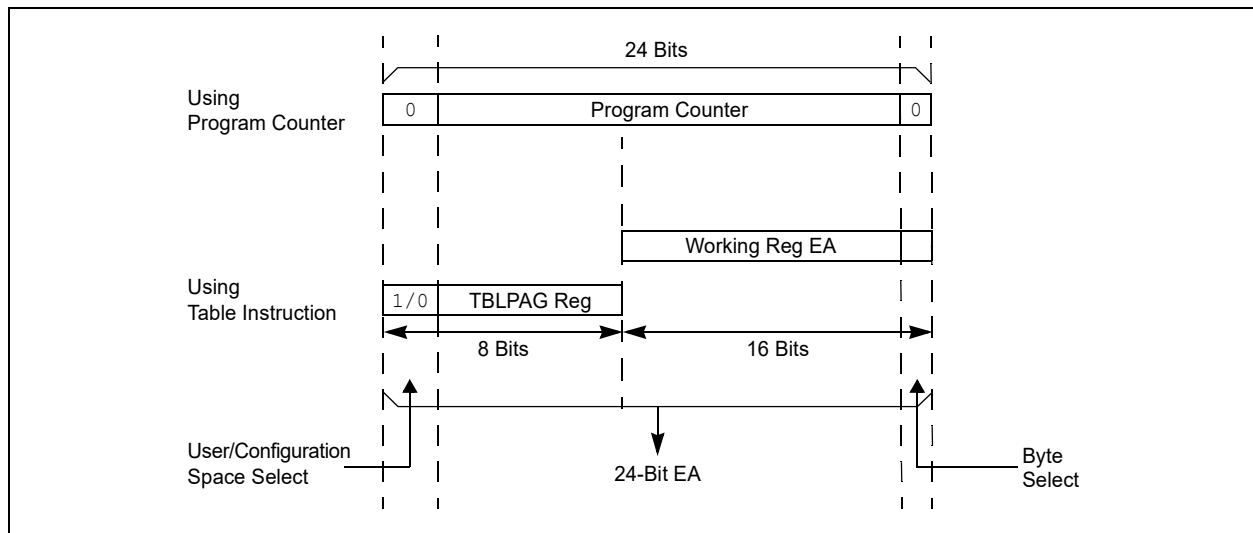 24 Bits
Using
Program Counter
0 Program Counter 0
Working Reg EA
Using
Table Instruction
1/0 TBLPAG Reg
8 Bits 16 Bits
User/Configuration
Space Select
24-Bit EA
Byte
Select